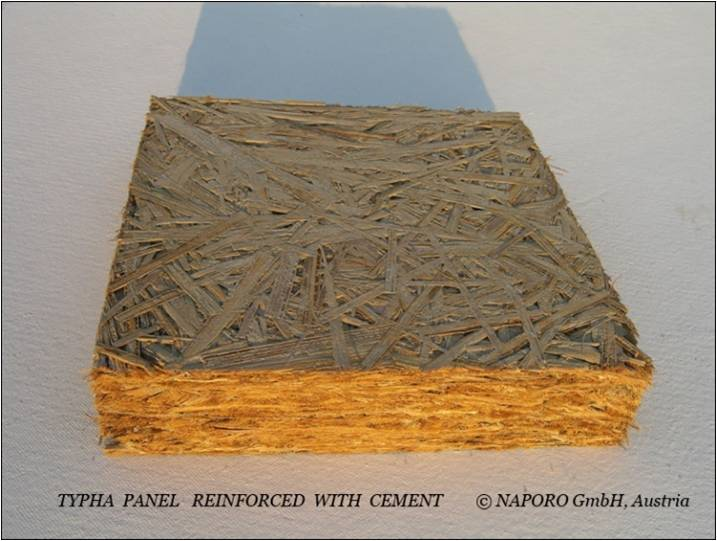 TYPHA PANEL REINFORCED WITH CEMENT © NAPORO GmbH, Austria